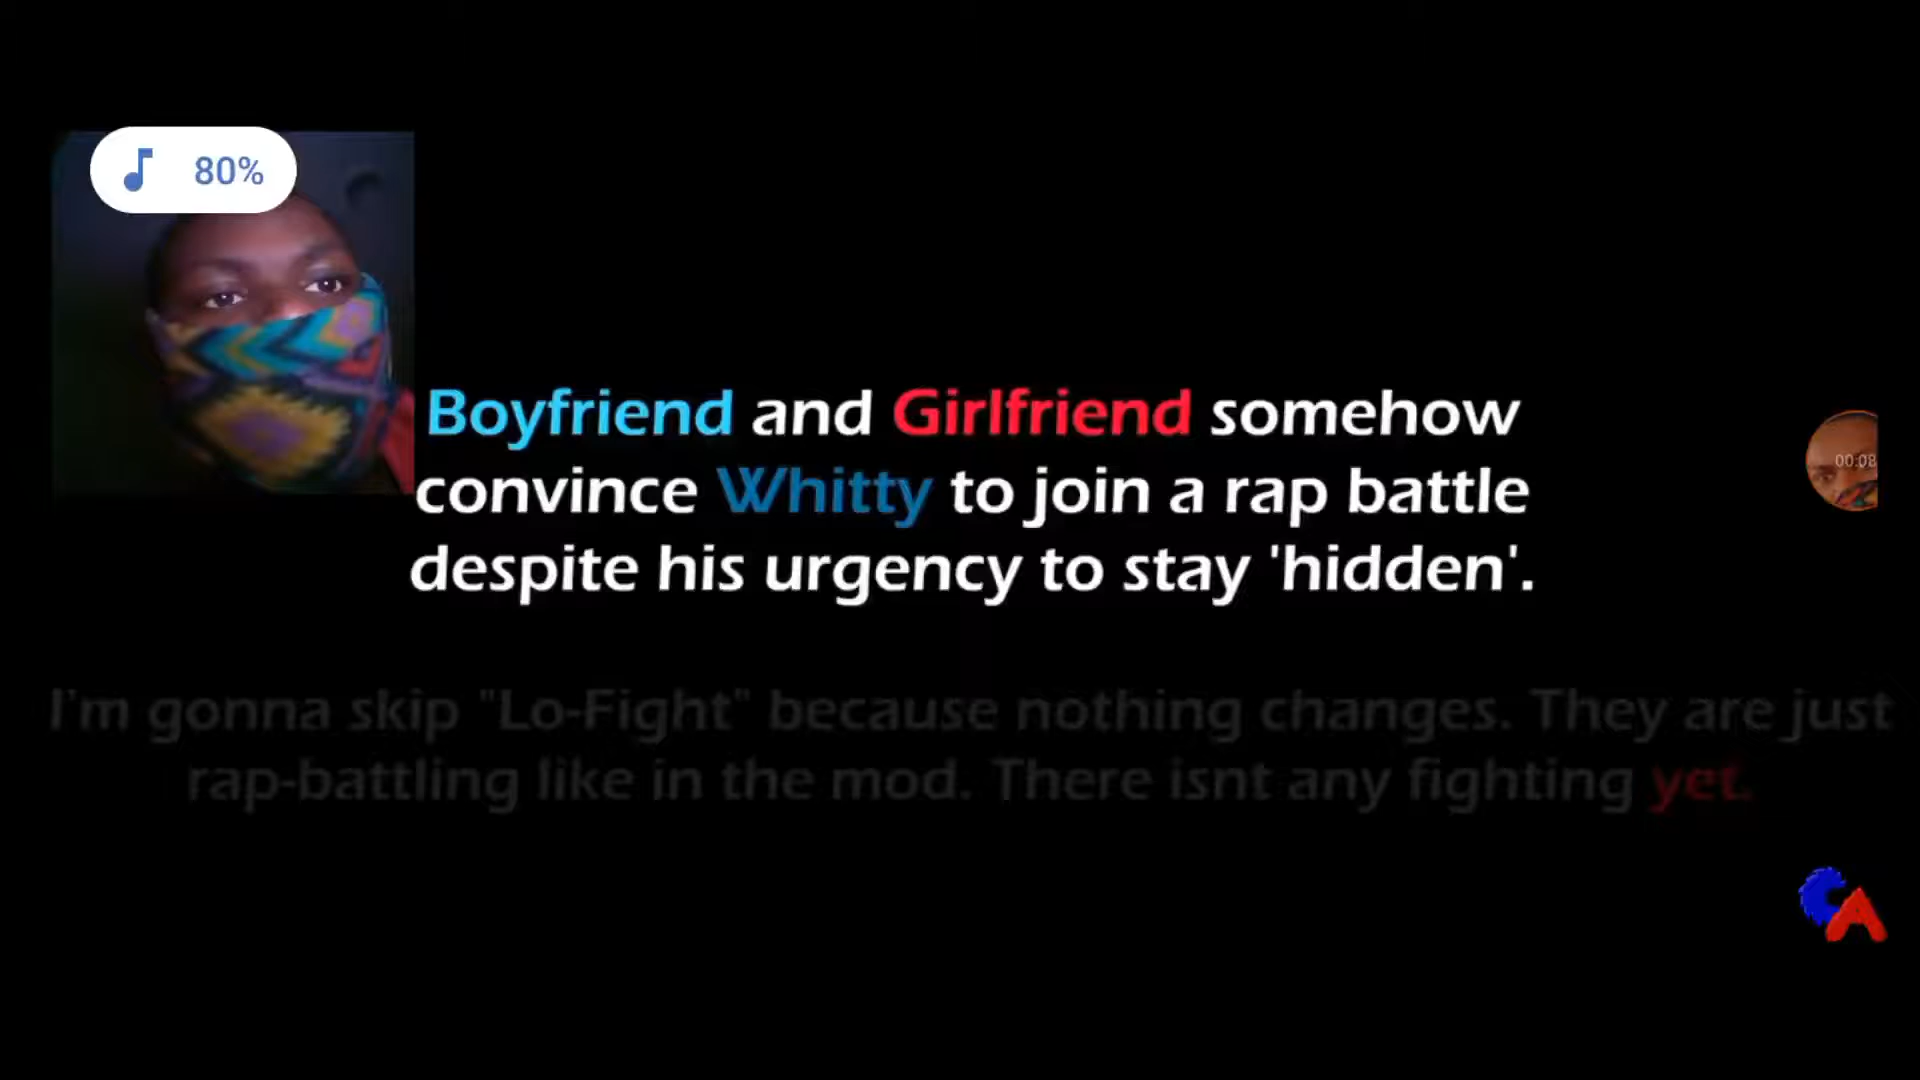 80%
Boyfriend and Girlfriend somehow
convince Whitty to join a rap battle
despite his urgency to stay 'hidden'.
00:08
I'm gonna skip "Lo-Fight" because nothing changes. They are just
rap-battling like in the mod. There isnt any fighting yet.
CA